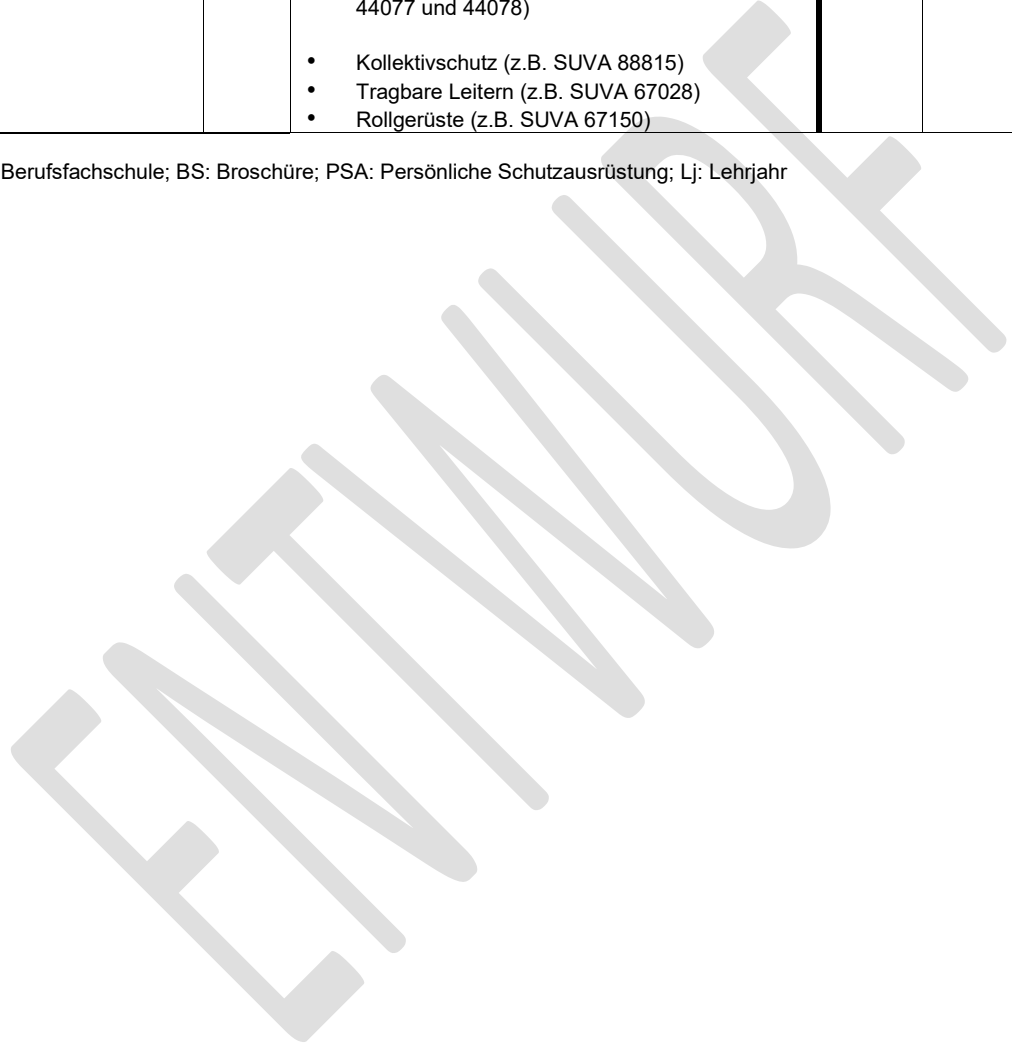 44077 und 44078)
• Kollektivschutz (z.B. SUVA 88815)
• Tragbare Leitern (z.B. SUVA 67028)
• Rollgerüste (z.B. SUVA 67150)
Berufsfachschule; BS: Broschüre; PSA: Persönliche Schutzausrüstung; Lj: Lehrjahr
ENTWURF